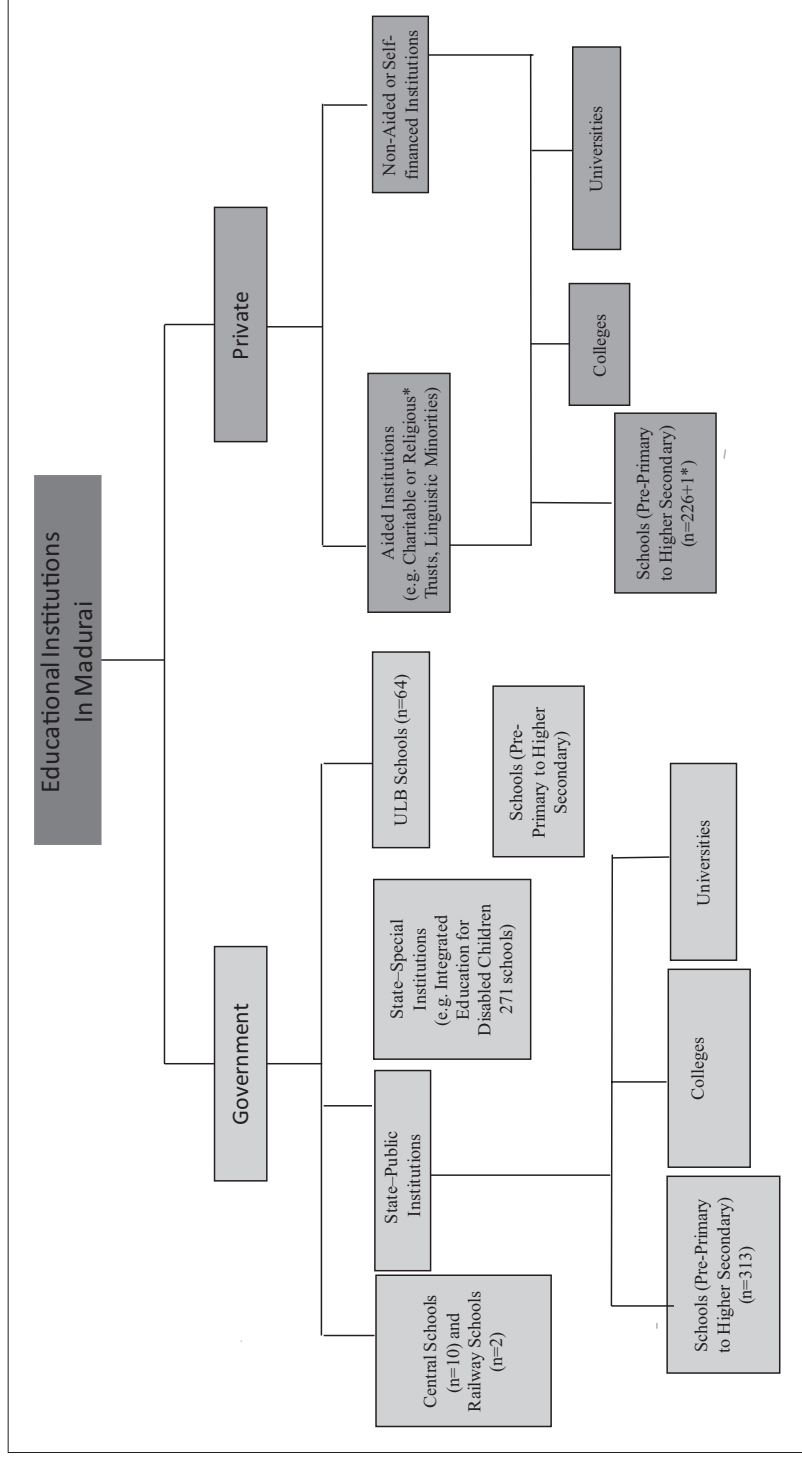 Educational Institutions
In Madurai
Government
Private
Central Schools
(n=10) and
Railway Schools
(n=2)
State–Public
Institutions
State–Special
Institutions
(e.g. Integrated
Education for
Disabled Children
271 schools)
ULB Schools (n=64)
Aided Institutions
(e.g. Charitable or Religious*
Trusts, Linguistic Minorities)
Non-Aided or Self-
financed Institutions
Schools (Pre-
Primary to Higher
Secondary)
Schools (Pre-Primary
to Higher Secondary)
(n=313)
Colleges
Universities
Schools (Pre-Primary
to Higher Secondary)
(n=226+1*)
Colleges
Universities